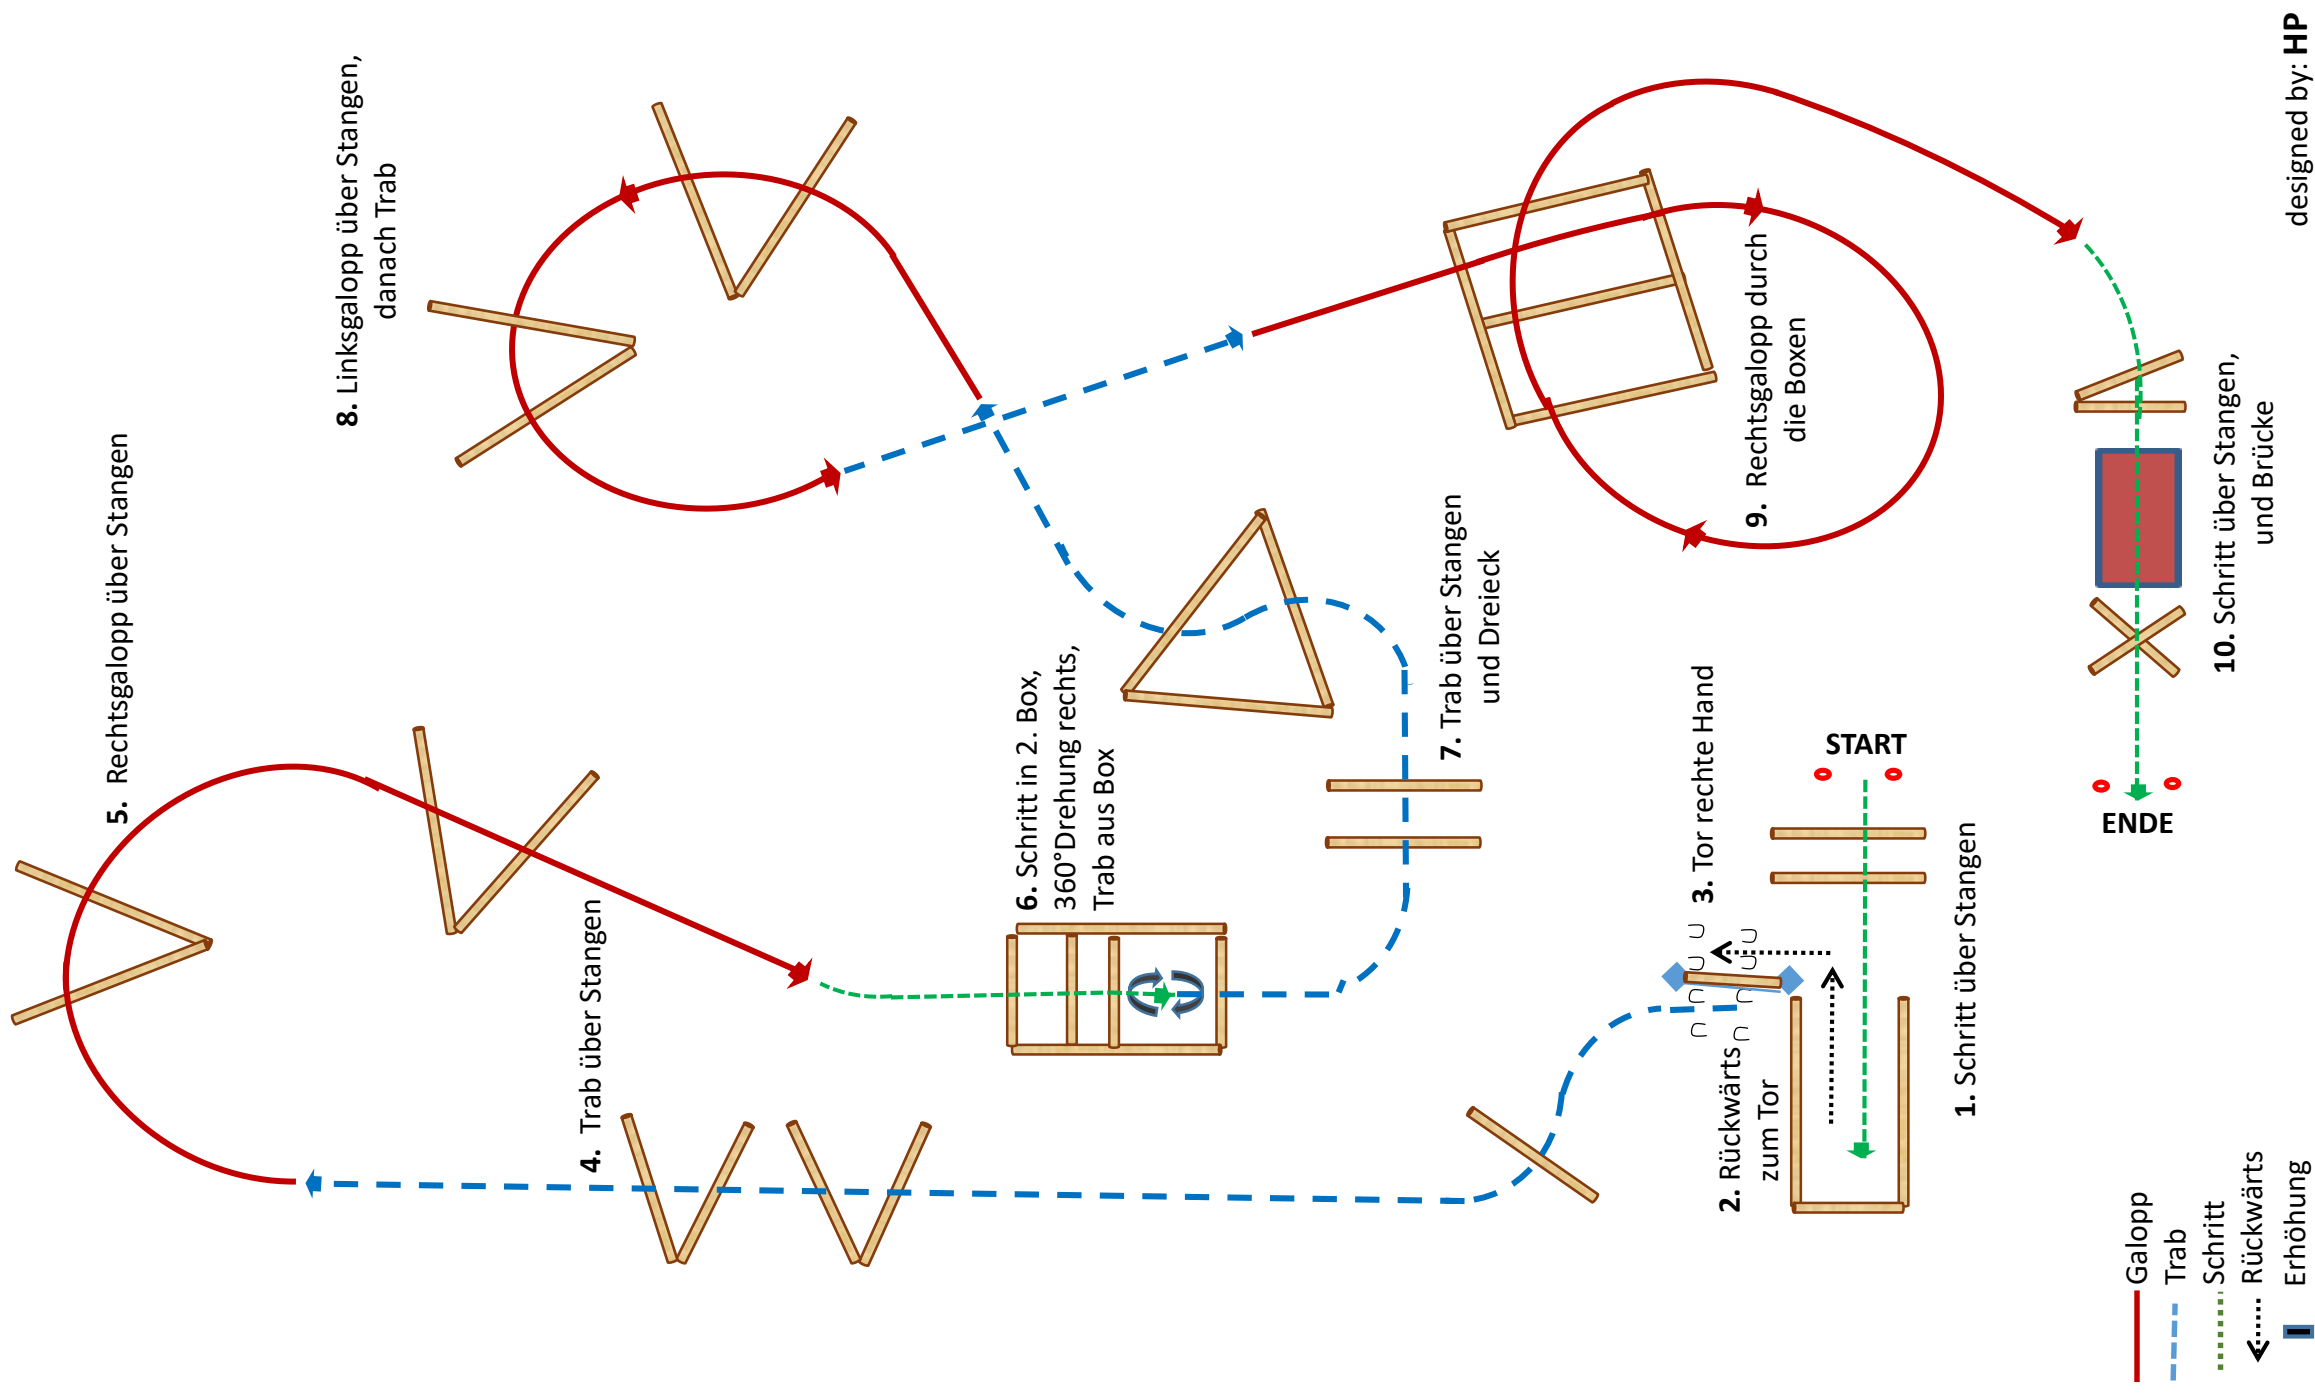 1. Schritt über Stangen
2. Rückwärts
zum Tor
3. Tor rechte Hand
4. Trab über Stangen
5. Rechtsgalopp über Stangen
6. Schritt in 2. Box,
360°Drehung rechts,
Trab aus Box
7. Trab über Stangen
und Dreieck
8. Linksgalopp über Stangen,
danach Trab
9. Rechtsgalopp durch
die Boxen
10. Schritt über Stangen,
und Brücke
START
ENDE
Galopp
Trab
Schritt
Rückwärts
Erhöhung
designed by: HP